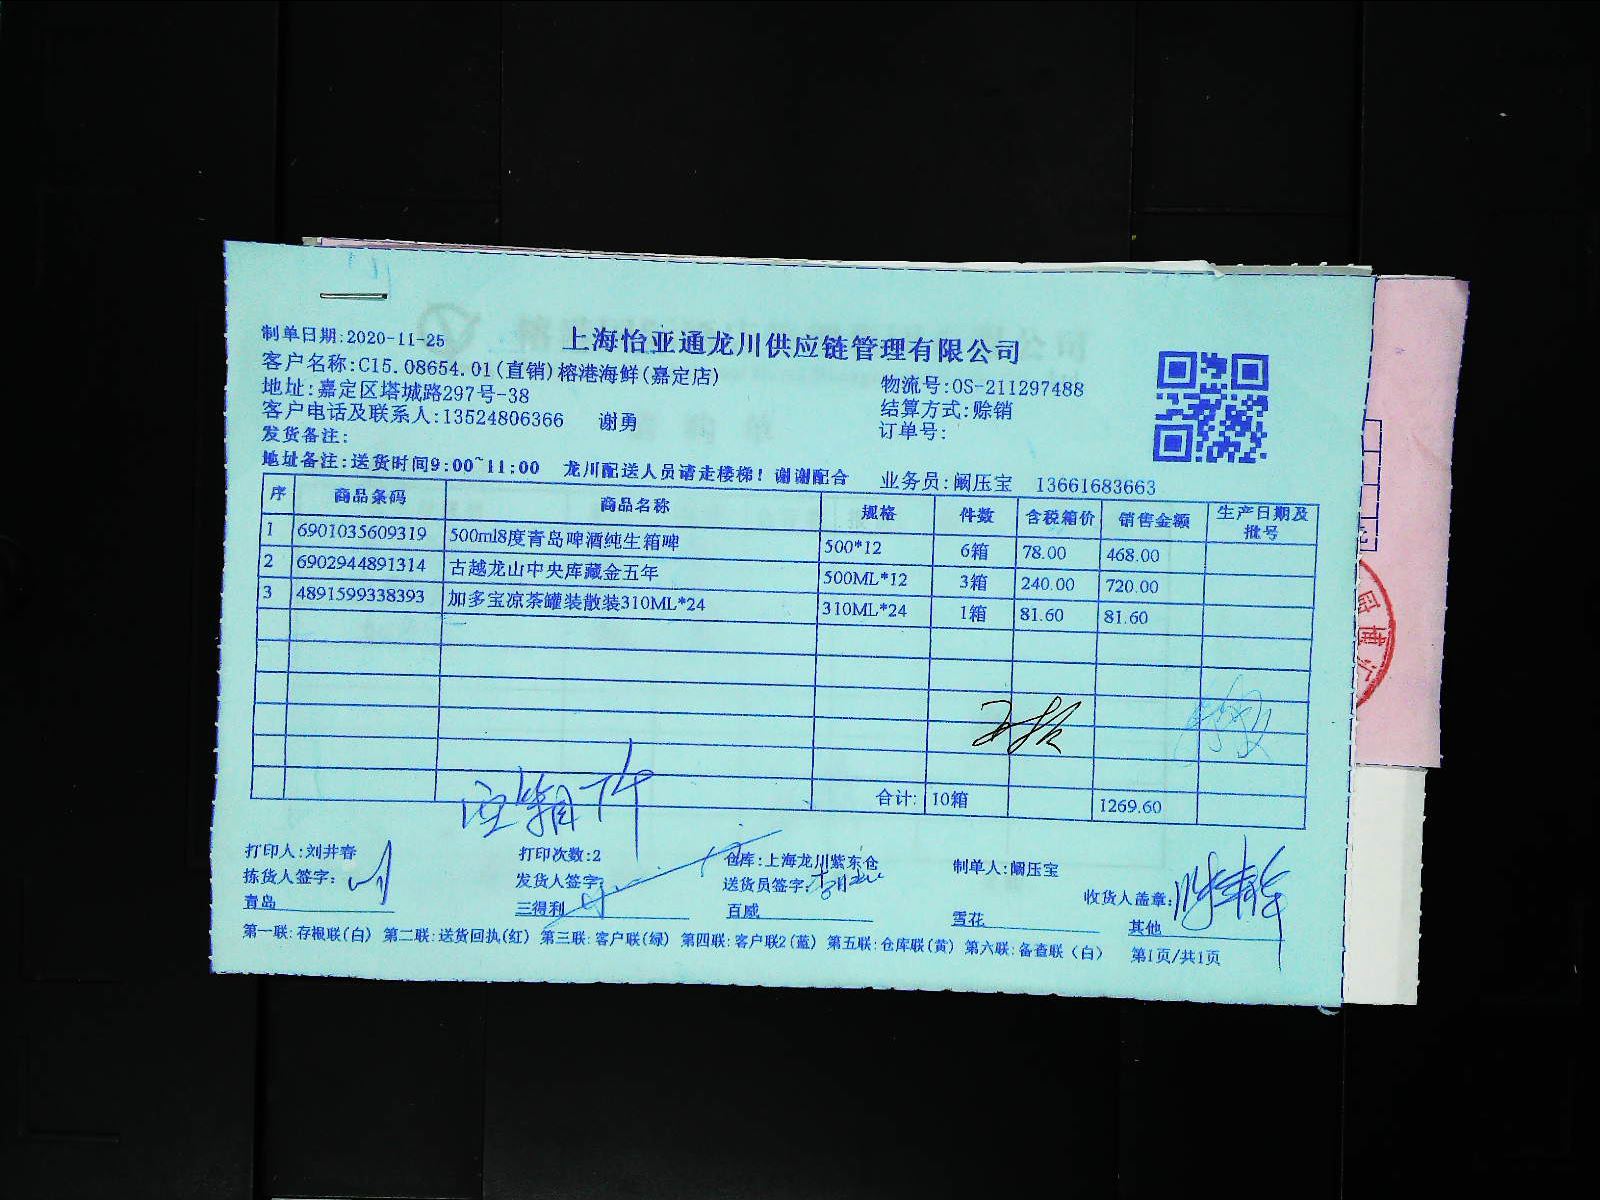 制单日期:2020-11-25
上海怡亚通龙川供应链管理有限公司
客户名称:C15.08654.01(直销)榕港海鲜(嘉定店)
物流号:OS-211297488
地址:嘉定区塔城路297号-38
结算方式:赊销
客户电话及联系人:13524806366 谢勇
订单号:
发货备注:
地址备注:送货时间9:00~11:00 龙川配送人员请走楼梯！谢谢配合
业务员:阚压宝 13661683663
序 商品条码 商品名称 规格 件数 含税箱价 销售金额 生产日期及批号
1 6901035609319 500ml8度青岛啤酒纯生箱啤 500*12 6箱 78.00 468.00
2 6902944891314 古越龙山中央库藏金五年 500ML*12 3箱 240.00 720.00
3 4891599338393 加多宝凉茶罐装散装310ML*24 310ML*24 1箱 81.60 81.60
合计: 10箱 1269.60
打印人:刘井春 打印次数:2 仓库:上海龙川紫东仓 制单人:阚压宝
拣货人签字: 发货人签字: 送货员签字: 收货人盖章:
青岛 三得利 百威 雪花 其他
第一联:存根联(白) 第二联:送货回执(红) 第三联:客户联(绿) 第四联:客户联2(蓝) 第五联:仓库联(黄) 第六联:备查联(白) 第1页/共1页